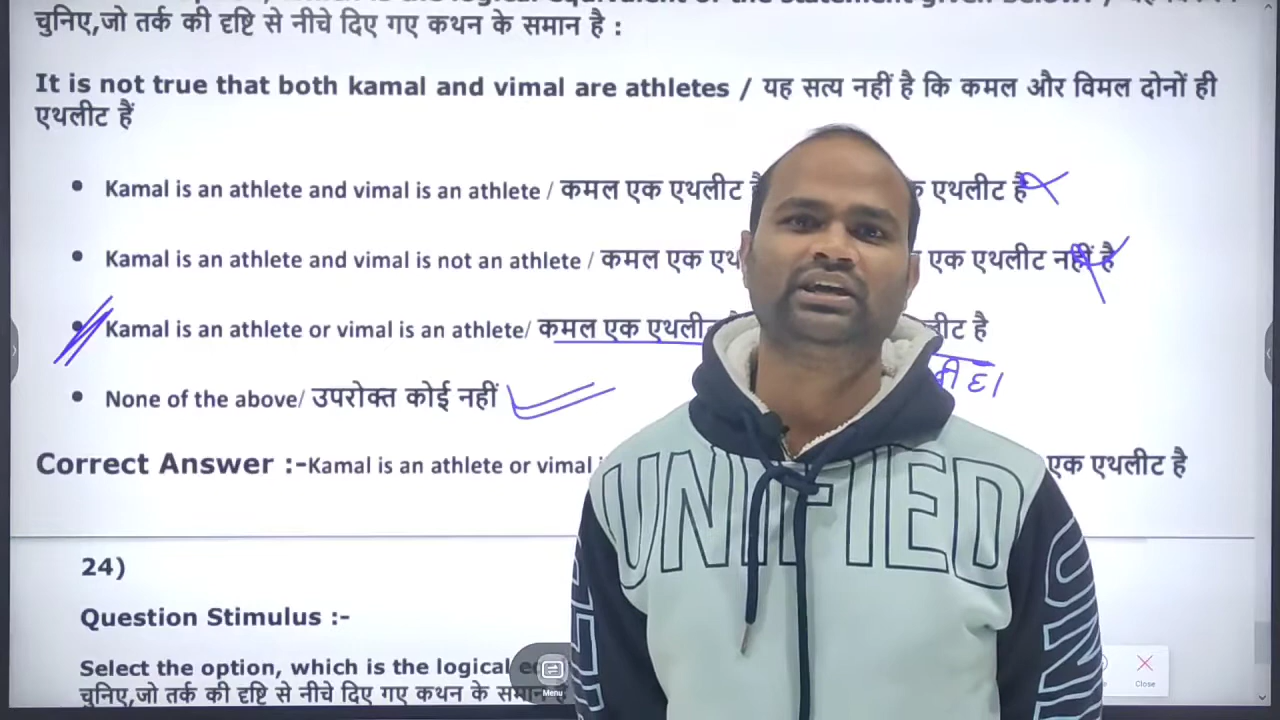 चुनिए,जो तर्क की दृष्टि से नीचे दिए गए कथन के समान है :
It is not true that both kamal and vimal are athletes / यह सत्य नहीं है कि कमल और विमल दोनों ही
एथलीट हैं
• Kamal is an athlete and vimal is an athlete / कमल एक एथलीट एथलीट है
• Kamal is an athlete and vimal is not an athlete / कमल एक एक एथलीट नहीं है
• Kamal is an athlete or vimal is an athlete/ कमल एक है
• None of the above/ उपरोक्त कोई नहीं
Correct Answer :-Kamal is an athlete or vimal एक एथलीट है
UNIFIED
24)
Question Stimulus :-
Select the option, which is the logical
चुनिए,जो तर्क की दृष्टि से नीचे दिए गए कथन के समान
Menu
Close